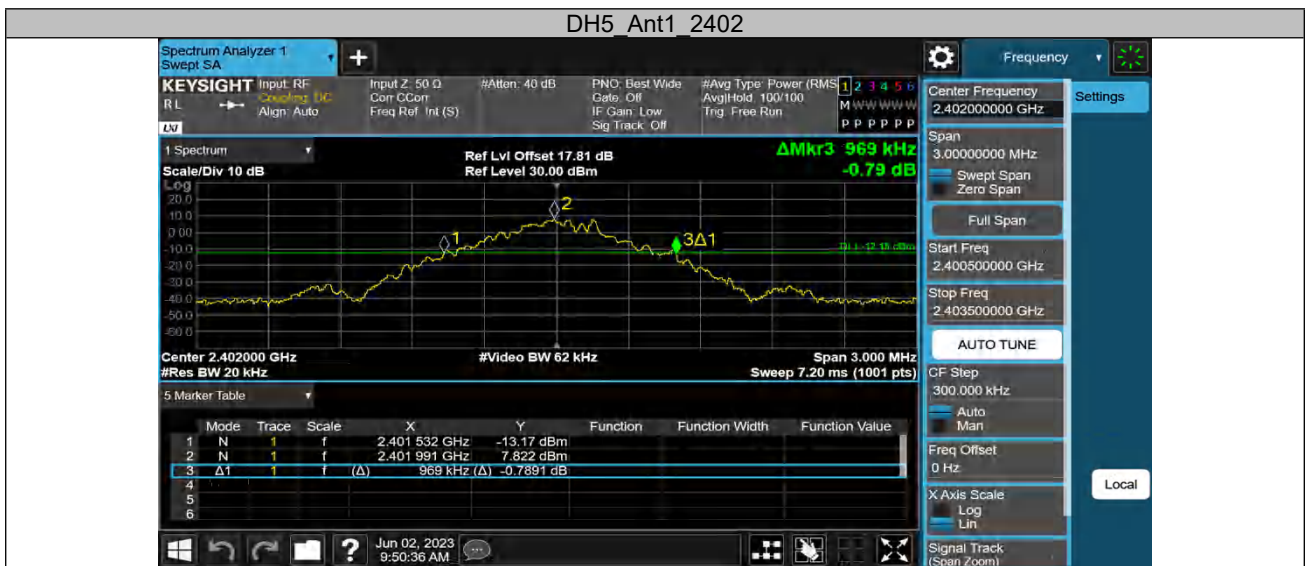 DH5_Ant1_2402
Spectrum Analyzer 1
Swept SA
Frequency
KEYSIGHT
RL
LXI
Input: RF
Coupling: DC
Align: Auto
Input Z: 50 Ω
Corr CCorr
Freq Ref: Int (S)
#Atten: 40 dB
PNO: Best Wide
Gate: Off
IF Gain: Low
Sig Track: Off
#Avg Type: Power (RMS
Avg|Hold: 100/100
Trig: Free Run
1 2 3 4 5 6
M W W W W W
P P P P P P
1 Spectrum
Scale/Div 10 dB
Ref Lvl Offset 17.81 dB
Ref Level 30.00 dBm
ΔMkr3 969 kHz
-0.79 dB
Log
20.0
10.0
0.00
-10.0
-20.0
-30.0
-40.0
-50.0
-60.0
1
2
3Δ1
Center 2.402000 GHz
#Res BW 20 kHz
#Video BW 62 kHz
Span 3.000 MHz
Sweep 7.20 ms (1001 pts)
5 Marker Table
Mode Trace Scale X Y Function Function Width Function Value
1 N 1 f 2.401 532 GHz -13.17 dBm
2 N 1 f 2.401 991 GHz 7.822 dBm
3 Δ1 1 f (Δ) 969 kHz (Δ) -0.7891 dB
4
5
6
Jun 02, 2023
9:50:36 AM
Center Frequency
2.402000000 GHz
Settings
Span
3.00000000 MHz
Swept Span
Zero Span
Full Span
Start Freq
2.400500000 GHz
Stop Freq
2.403500000 GHz
AUTO TUNE
CF Step
300.000 kHz
Auto
Man
Freq Offset
0 Hz
X Axis Scale
Log
Lin
Local
Signal Track
(Span Zoom)